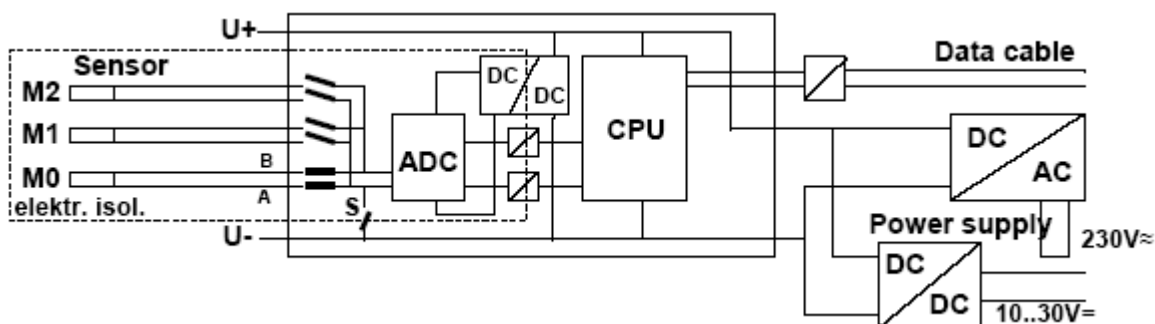 U+
Sensor
Data cable
M2
DC
DC
M1
CPU
ADC
DC
AC
B
M0
A
elektr. isol.
S
U-
Power supply
230V≈
DC
DC
10..30V=